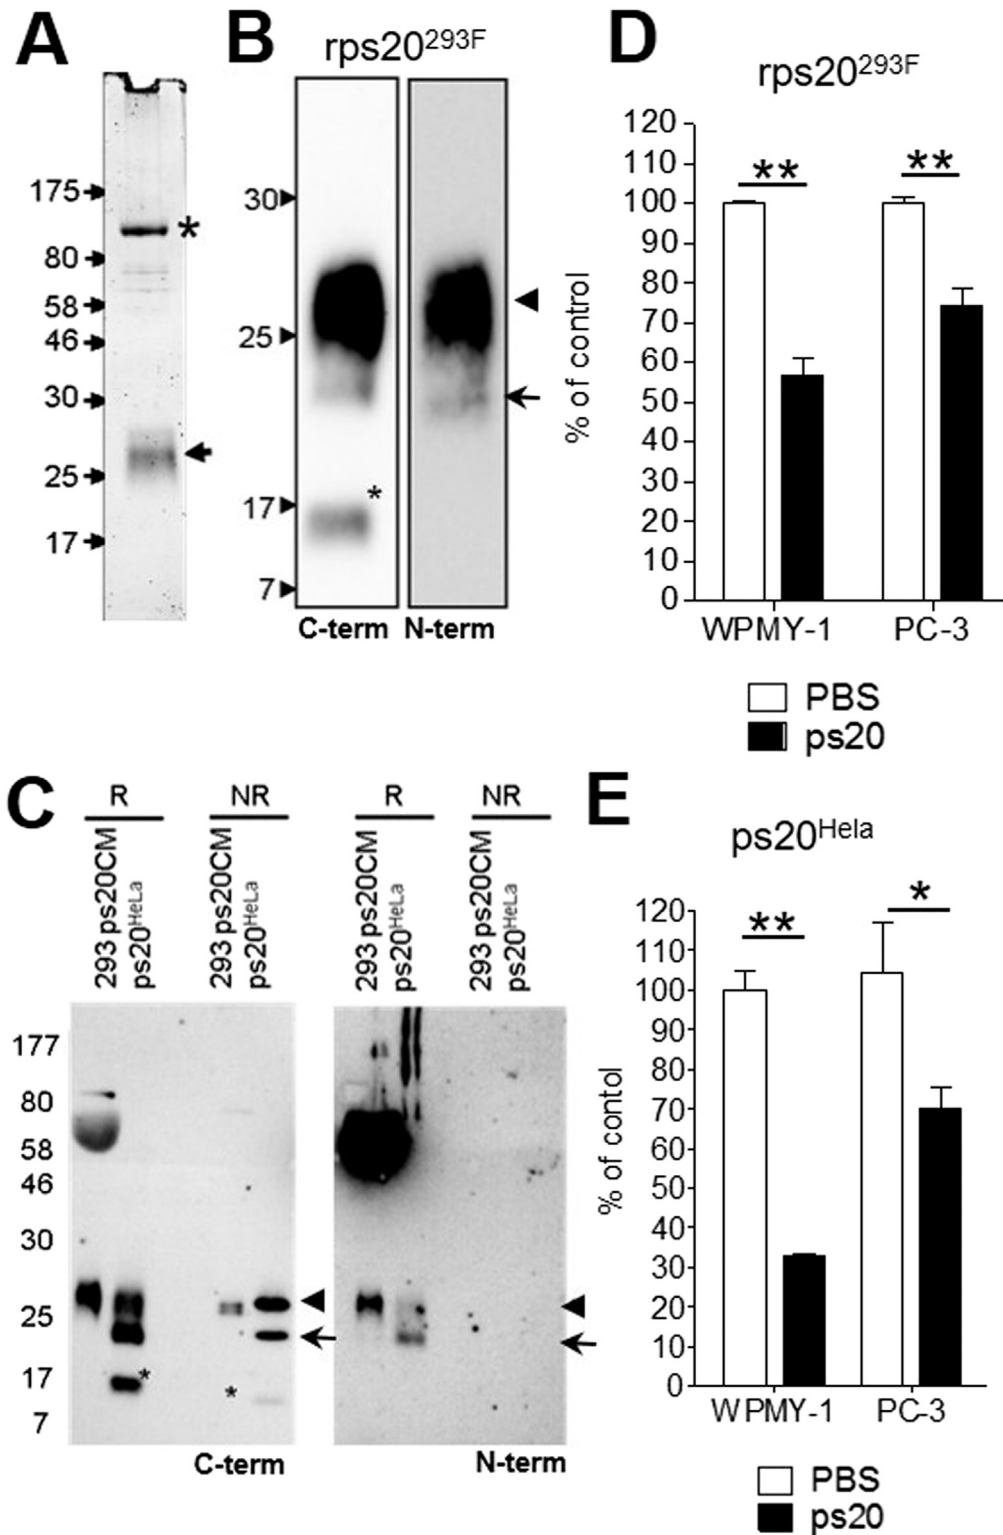 A
175
80
58
46
30
25
17
*
B
rps20293F
30
25
17
7
*
C-term N-term
D
rps20293F
% of control
120
110
100
90
80
70
60
50
40
30
20
10
0
**
**
WPMY-1 PC-3
PBS
ps20
C
R NR R NR
293 ps20CM
ps20HeLa
293 ps20CM
ps20HeLa
293 ps20CM
ps20HeLa
293 ps20CM
ps20HeLa
177
80
58
46
30
25
17
7
*
*
C-term N-term
E
ps20Hela
% of contol
120
110
100
90
80
70
60
50
40
30
20
10
0
**
*
WPMY-1 PC-3
PBS
ps20